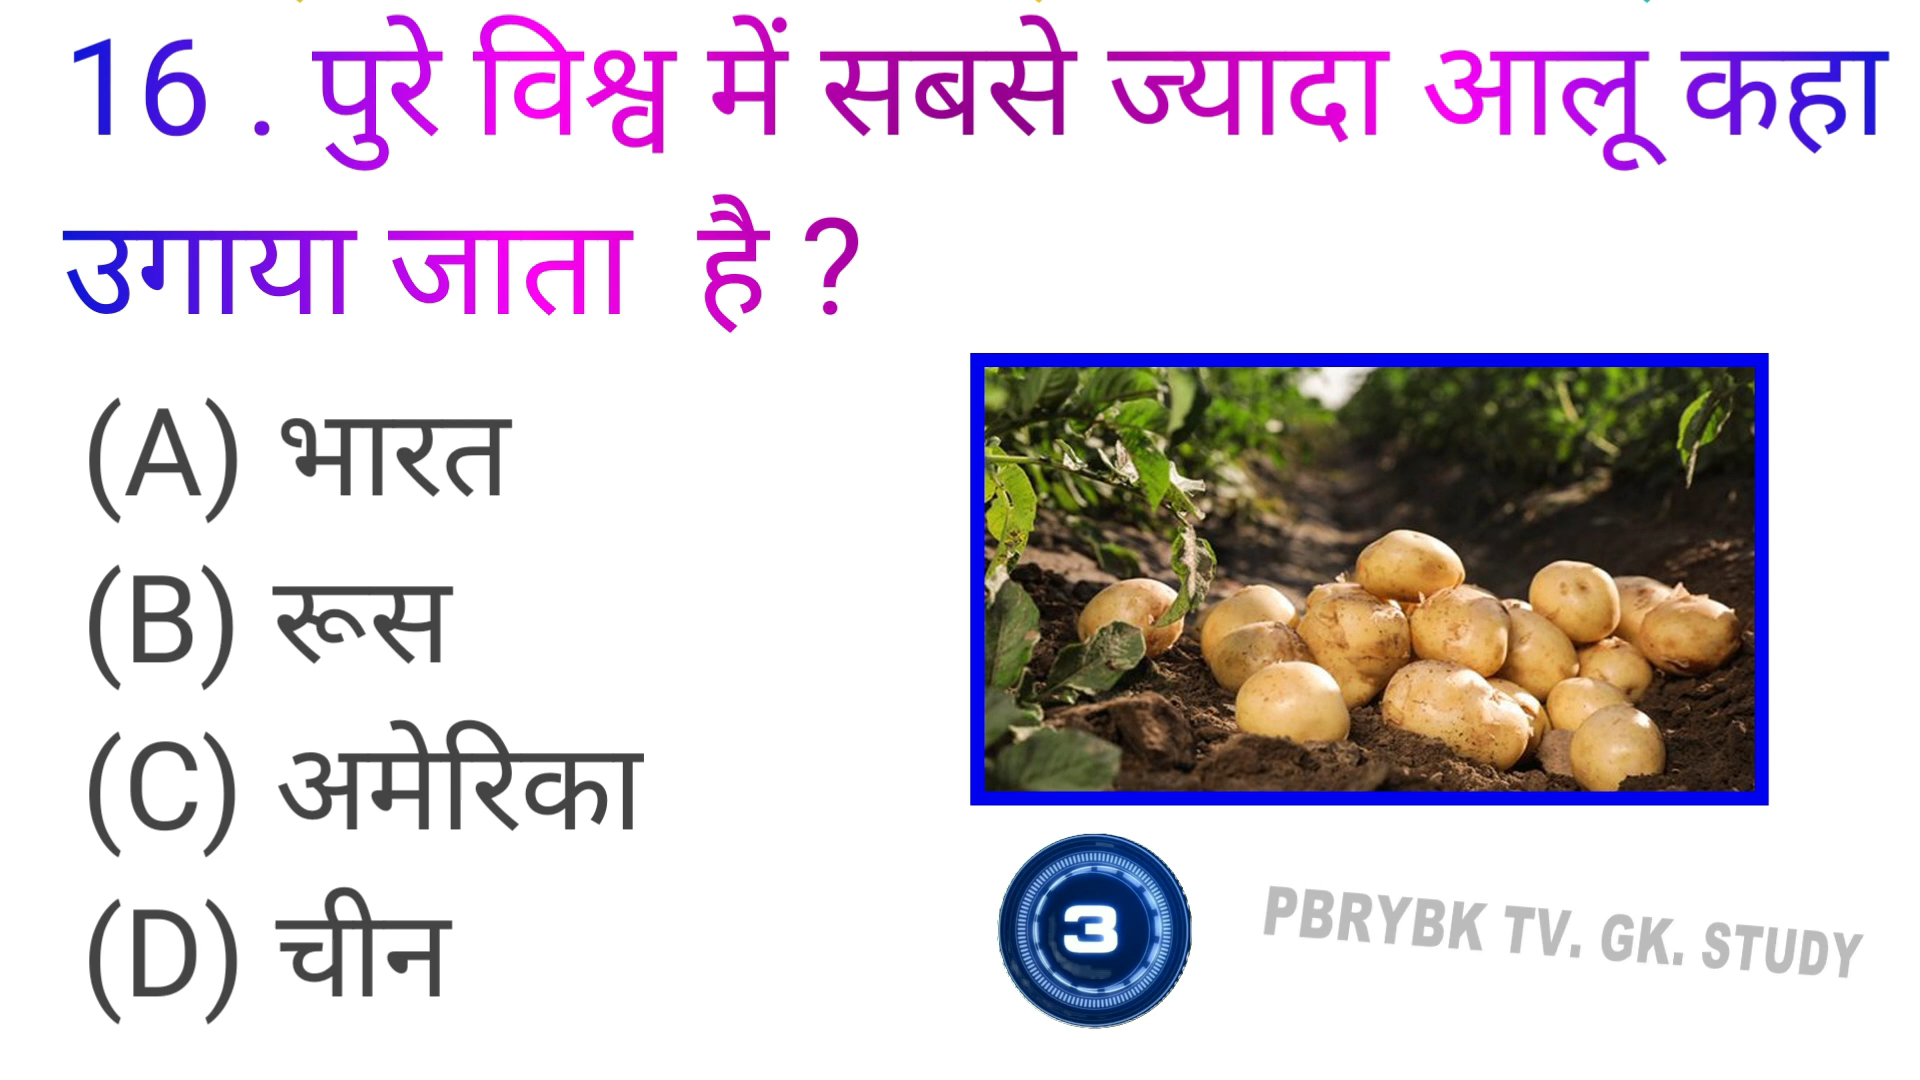 16 . पुरे विश्व में सबसे ज्यादा आलू कहा
उगाया जाता है ?
(A) भारत
(B) रूस
(C) अमेरिका
(D) चीन
3
PBRYBK TV. GK. STUDY